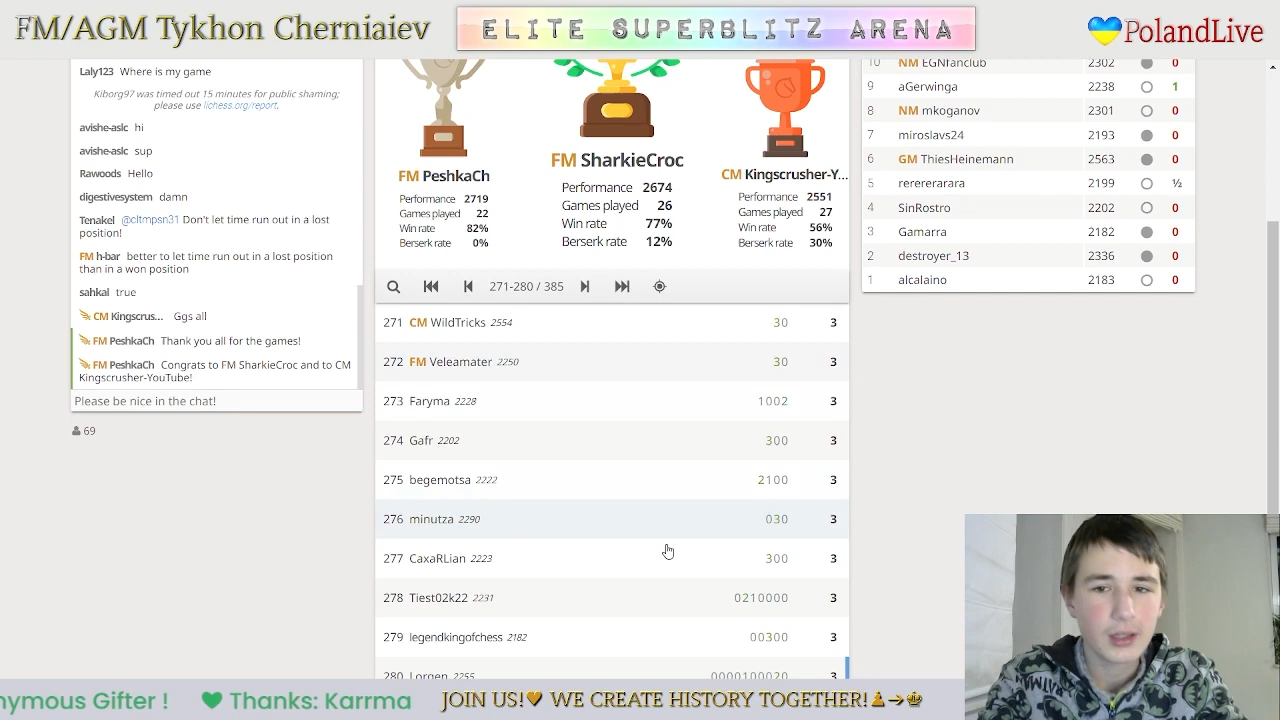 FM/AGM Tykhon Cherniaiev
ELITE SUPERBLITZ ARENA
PolandLive
Laly123 Where is my game
Kiborg97 was timed out 15 minutes for public shaming;
please use lichess.org/report.
avishe-aslc hi
avishe-aslc sup
Rawoods Hello
digestivesystem damn
Tenakel @cltmpsn31 Don't let time run out in a lost
position!
FM h-bar better to let time run out in a lost position
than in a won position
sahkal true
CM Kingscrus... Ggs all
FM PeshkaCh Thank you all for the games!
FM PeshkaCh Congrats to FM SharkieCroc and to CM
Kingscrusher-YouTube!
Please be nice in the chat!
69
FM PeshkaCh
Performance 2719
Games played 22
Win rate 82%
Berserk rate 0%
FM SharkieCroc
Performance 2674
Games played 26
Win rate 77%
Berserk rate 12%
CM Kingscrusher-Y...
Performance 2551
Games played 27
Win rate 56%
Berserk rate 30%
271-280 / 385
271 CM WildTricks 2554 30 3
272 FM Veleamater 2250 30 3
273 Faryma 2228 1002 3
274 Gafr 2202 300 3
275 begemotsa 2222 2100 3
276 minutza 2290 030 3
277 CaxaRLian 2223 300 3
278 Tiest02k22 2231 0210000 3
279 legendkingofchess 2182 00300 3
280 Lorgen 2255 0000100020 3
10 NM EGNfanclub 2302 0
9 aGerwinga 2238 1
8 NM mkoganov 2301 0
7 miroslavs24 2193 0
6 GM ThiesHeinemann 2563 0
5 rerererarara 2199 ½
4 SinRostro 2202 0
3 Gamarra 2182 0
2 destroyer_13 2336 0
1 alcalaino 2183 0
BATMAN
nymous Gifter ! Thanks: Karrma
JOIN US! WE CREATE HISTORY TOGETHER!